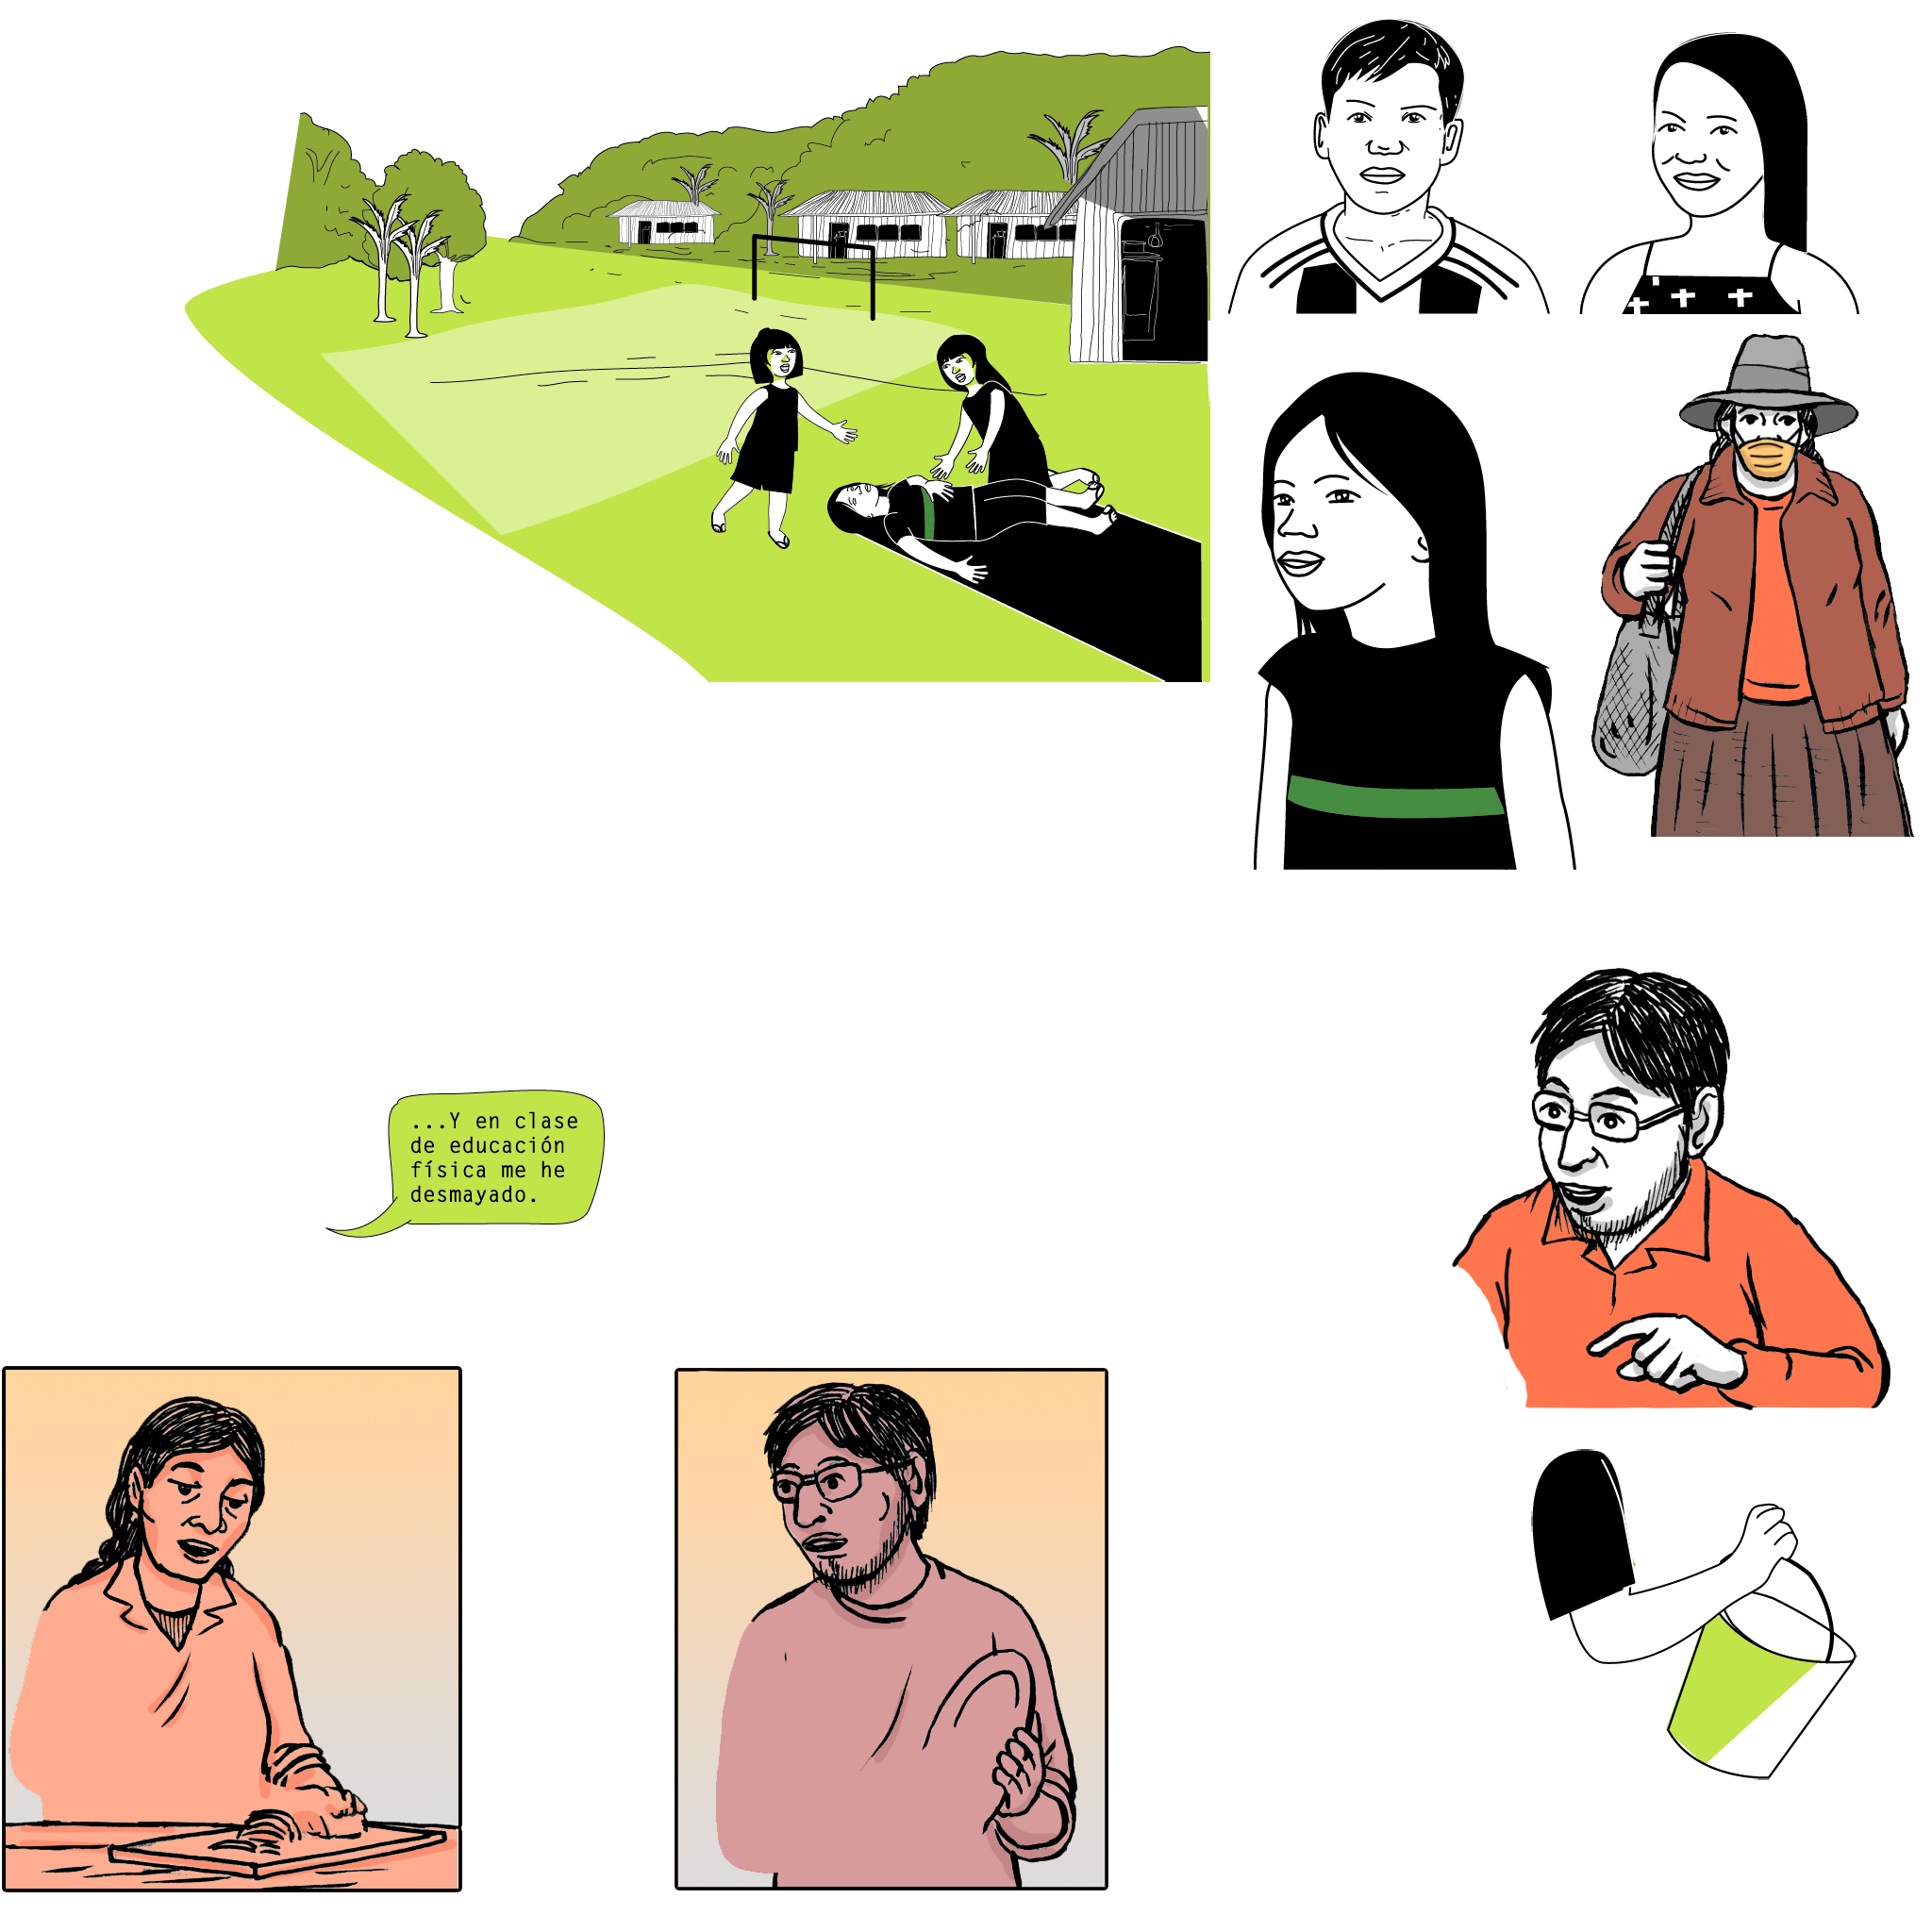 ...Y en clase
de educación
física me he
desmayado.